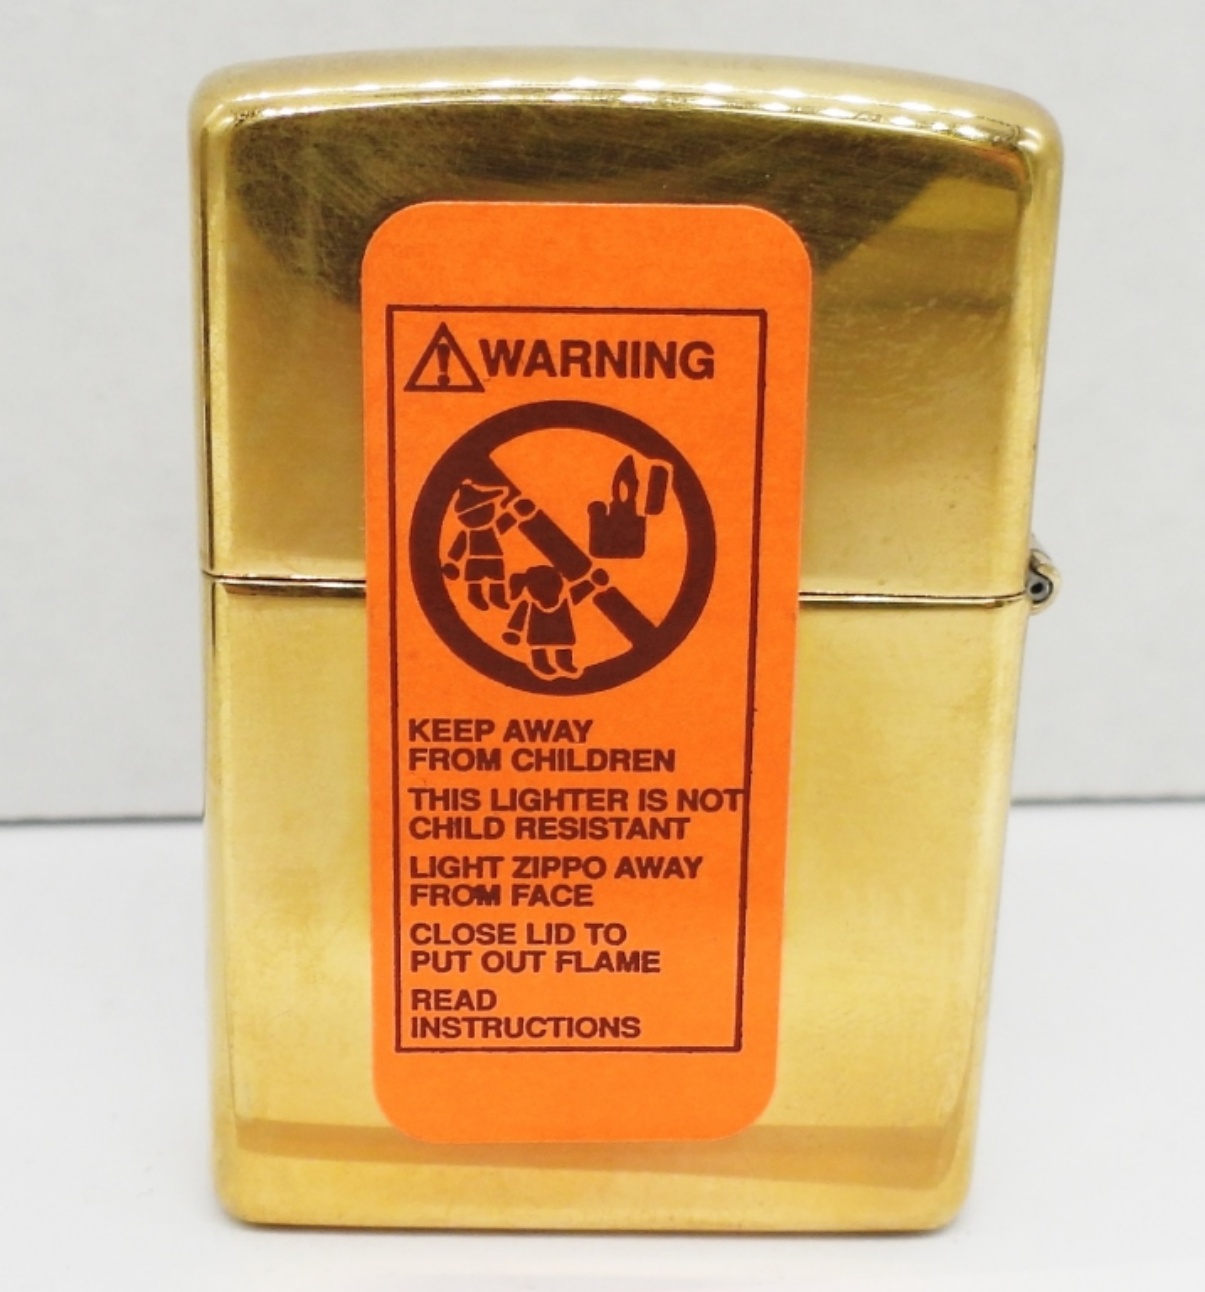 WARNING
KEEP AWAY
FROM CHILDREN
THIS LIGHTER IS NOT
CHILD RESISTANT
LIGHT ZIPPO AWAY
FROM FACE
CLOSE LID TO
PUT OUT FLAME
READ
INSTRUCTIONS